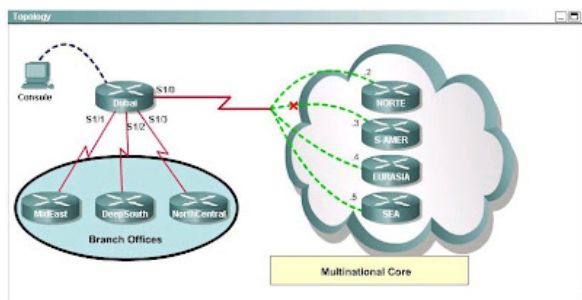 Topology
Console
Dubai
S1/0
S1/1
S1/2
S1/3
MidEast
DeepSouth
NorthCentral
Branch Offices
.2
NORTE
.3
S-AMER
.4
EURASIA
.5
SEA
Multinational Core